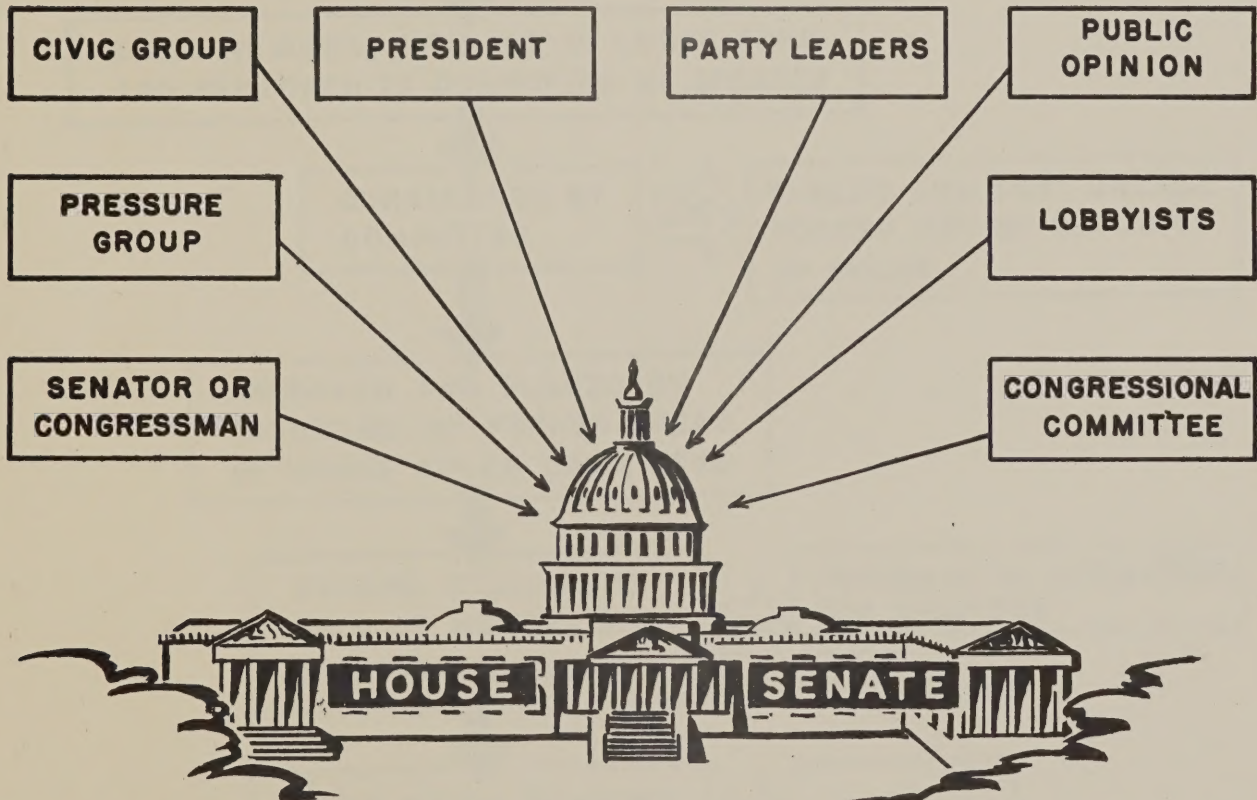 CIVIC GROUP
PRESIDENT
PARTY LEADERS
PUBLIC
OPINION
PRESSURE
GROUP
LOBBYISTS
SENATOR OR
CONGRESSMAN
CONGRESSIONAL
COMMITTEE
HOUSE
SENATE